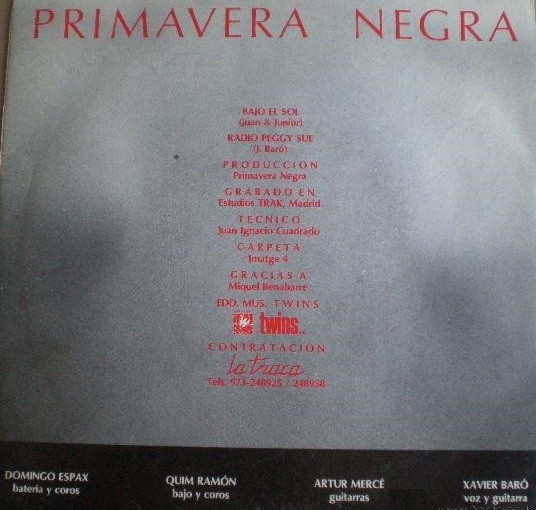 PRIMAVERA NEGRA
BAJO EL SOL
(Juan & Junior)
RADIO PEGGY SUE
(J. Baró)
PRODUCCION
Primavera Negra
GRABADO EN
Estudios TRAK, Madrid
TECNICO
Juan Ignacio Cuadrado
CARPETA
Imatge 4
GRACIAS A
Miquel Benabarre
EDD. MUS. TWINS
twins..
CONTRATACION
la traca
Tels. 973-248925 / 248938
DOMINGO ESPAX
batería y coros
QUIM RAMÓN
bajo y coros
ARTUR MERCÉ
guitarras
XAVIER BARÓ
voz y guitarra